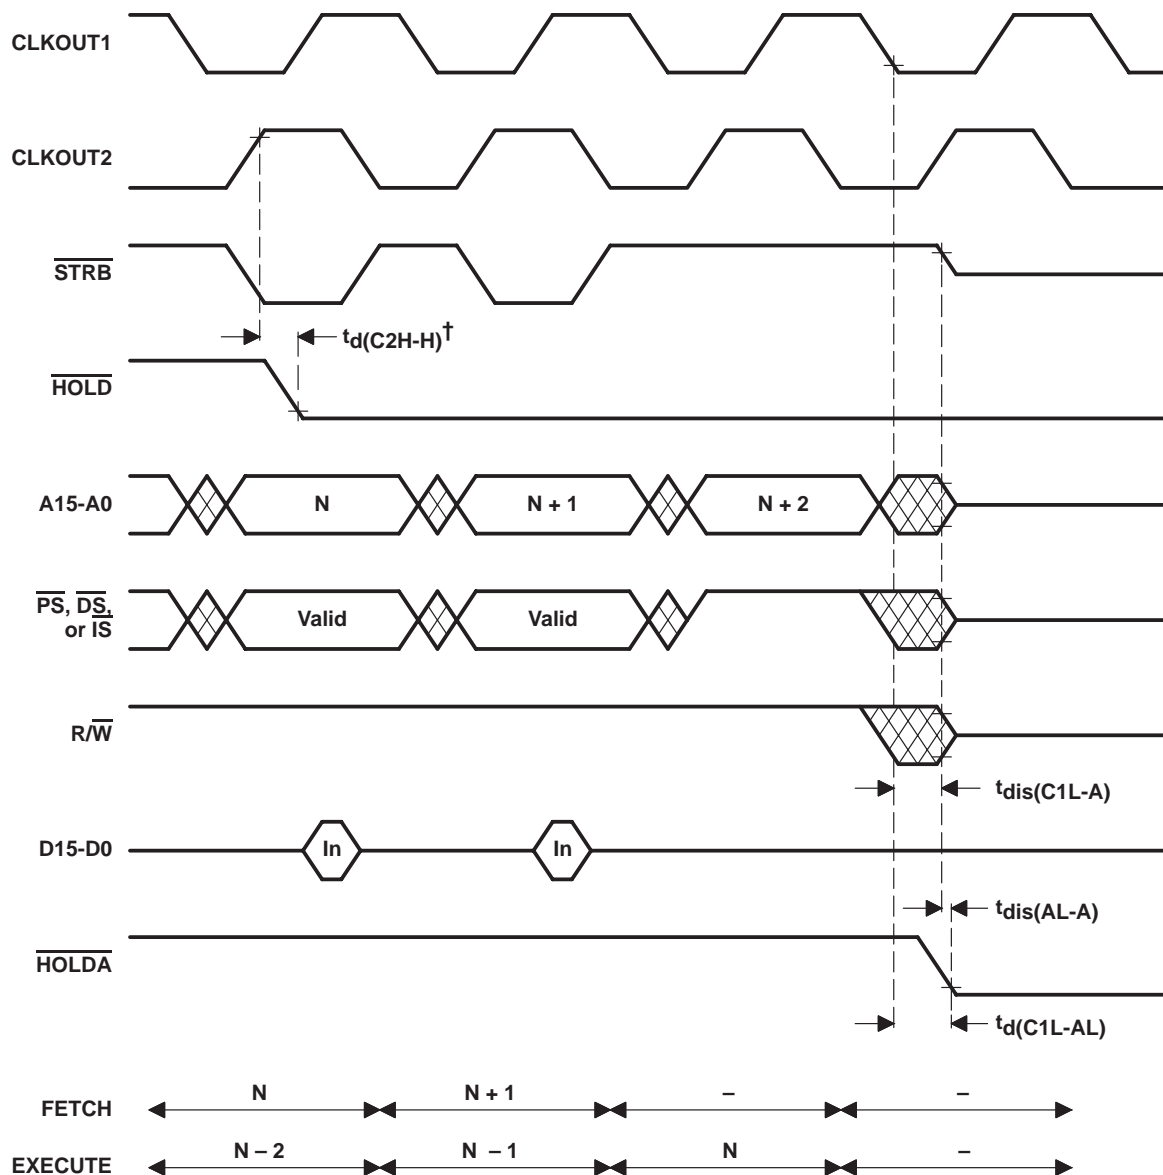 CLKOUT1
CLKOUT2
STRB
td(C2H-H)†
HOLD
A15-A0 N N + 1 N + 2
PS, DS,
or IS
Valid Valid
R/W
tdis(C1L-A)
D15-D0 In In
tdis(AL-A)
HOLDA
td(C1L-AL)
FETCH N N + 1 – –
EXECUTE N – 2 N – 1 N –